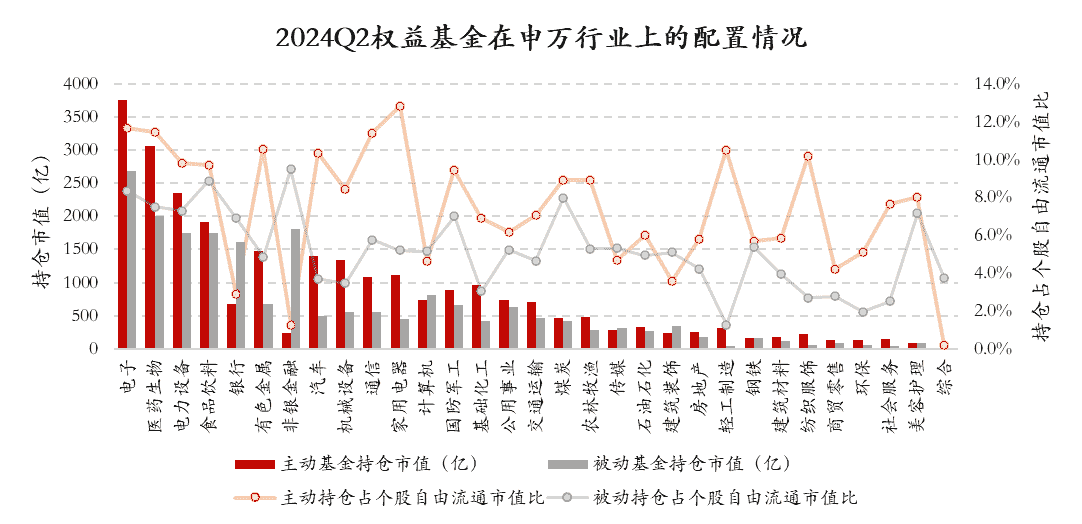 2024Q2权益基金在申万行业上的配置情况
持仓市值（亿）
4000
3500
3000
2500
2000
1500
1000
500
0
14.0%
12.0%
10.0%
8.0%
6.0%
4.0%
2.0%
0.0%
持仓占个股自由流通市值比
电子
医药生物
电力设备
食品饮料
银行
有色金属
非银金融
汽车
机械设备
通信
家用电器
计算机
国防军工
基础化工
公用事业
交通运输
煤炭
农林牧渔
传媒
石油石化
建筑装饰
房地产
轻工制造
钢铁
建筑材料
纺织服饰
商贸零售
环保
社会服务
美容护理
综合
主动基金持仓市值（亿）
被动基金持仓市值（亿）
主动持仓占个股自由流通市值比
被动持仓占个股自由流通市值比